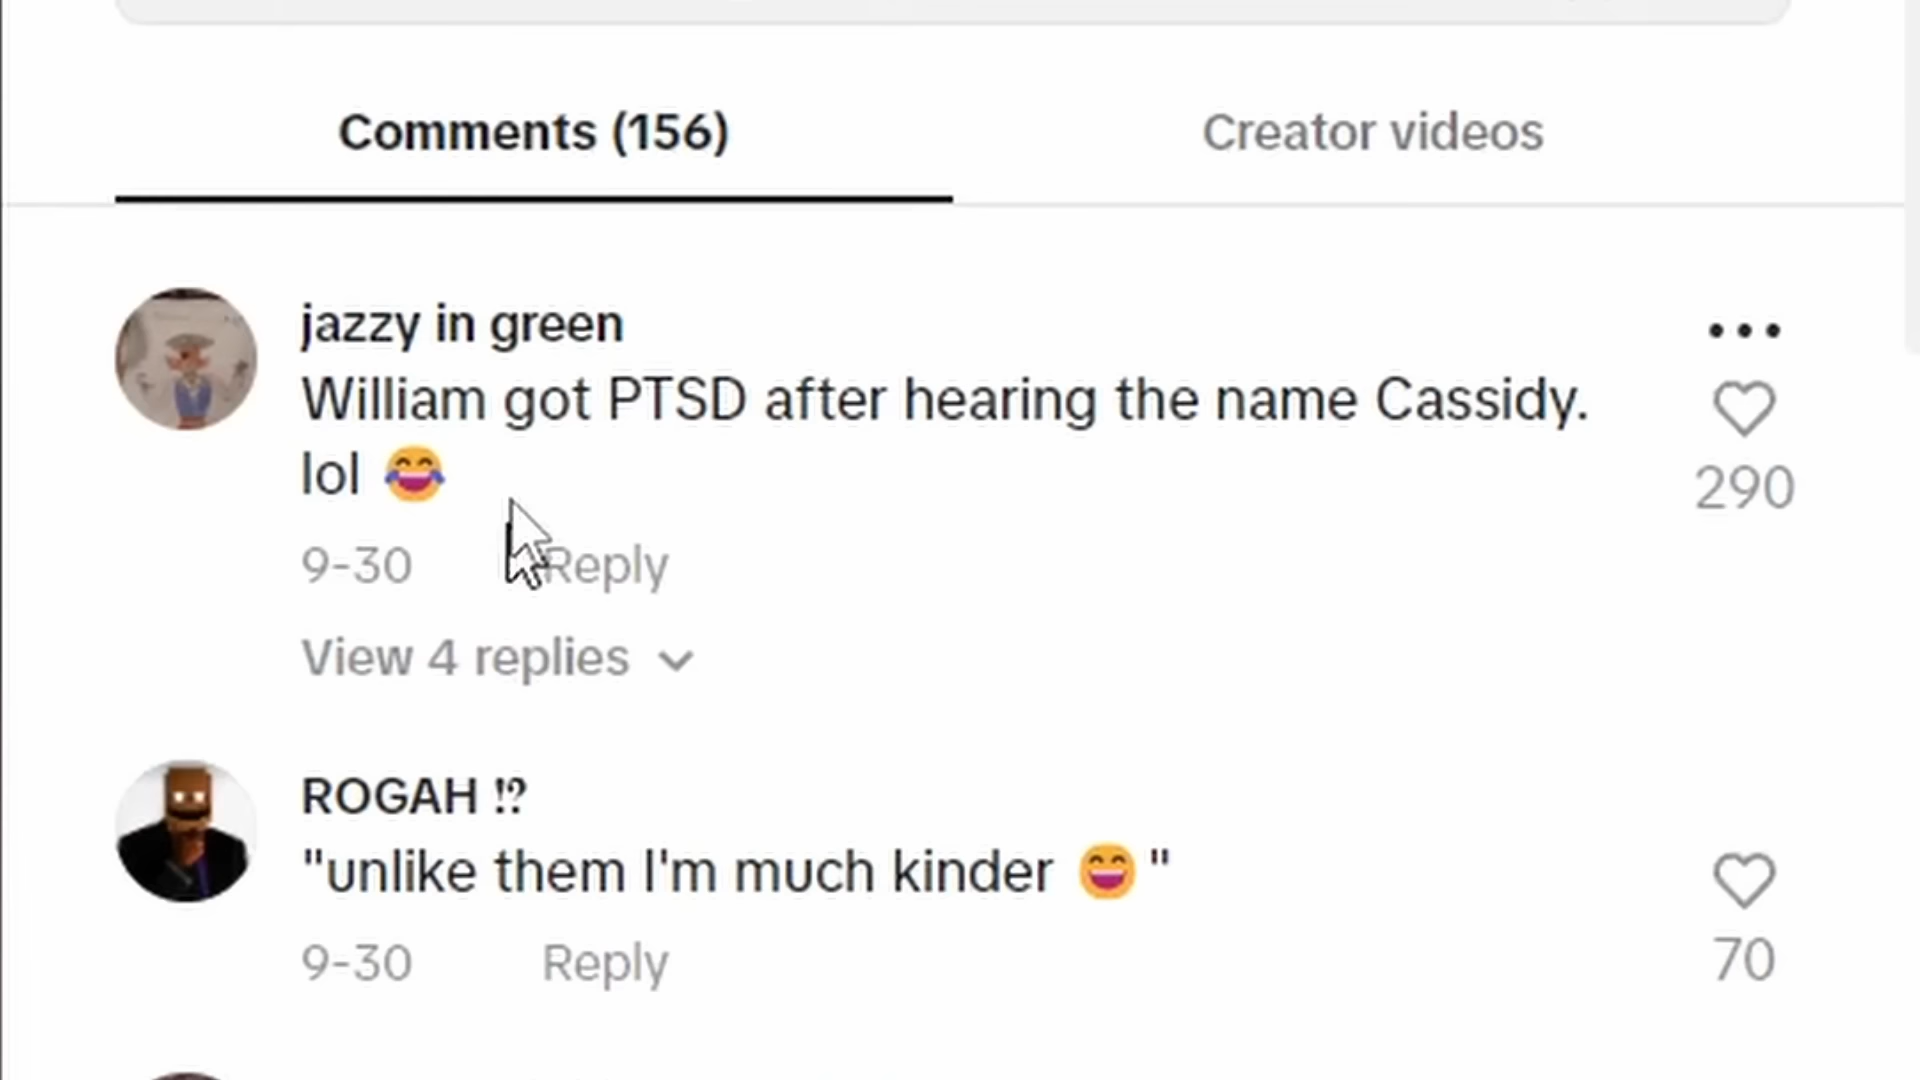 Comments (156)
Creator videos
jazzy in green
William got PTSD after hearing the name Cassidy.
lol 😂
290
9-30 Reply
View 4 replies
ROGAH ⁉
"unlike them I'm much kinder 😄"
70
9-30 Reply